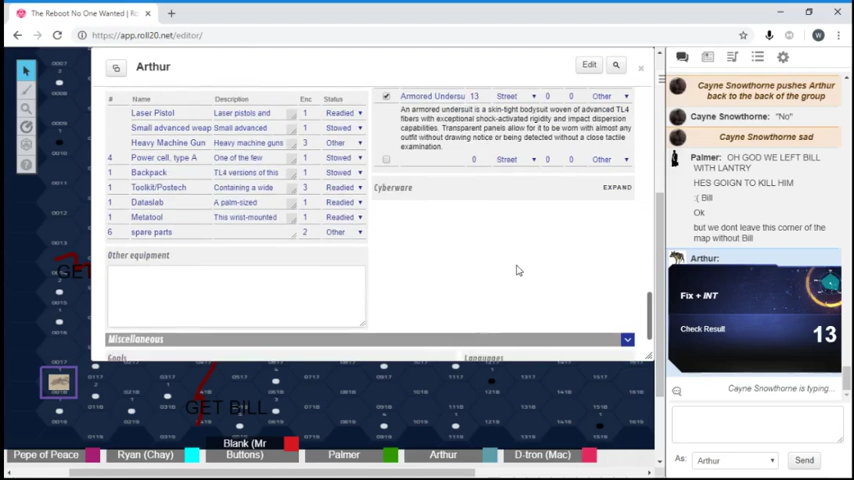 The Reboot No One Wanted | Ro
https://app.roll20.net/editor/
W
Arthur
Edit
# Name Description Enc Status
Laser Pistol Laser pistols and 1 Readied
Small advanced weap Small advanced 1 Stowed
Heavy Machine Gun Heavy machine guns 3 Other
4 Power cell, type A One of the few 1 Stowed
1 Backpack TL4 versions of this 1 Stowed
1 Toolkit/Postech Containing a wide 3 Readied
1 Dataslab A palm-sized 1 Readied
1 Metatool This wrist-mounted 1 Readied
6 spare parts 2 Other
Other equipment
Armored Undersu 13 Street 0 0 Other
An armored undersuit is a skin-tight bodysuit woven of advanced TL4
fibers with exceptional shock-activated rigidity and impact dispersion
capabilities. Transparent panels allow for it to be worn with almost any
outfit without drawing notice or being detected without a close tactile
examination.
0 Street 0 0 Other
Cyberware EXPAND
Miscellaneous
Goals Languages
GET
GET BILL
Blank (Mr
Pepe of Peace Ryan (Chay) Buttons) Palmer Arthur D-tron (Mac)
Cayne Snowthorne pushes Arthur
back to the back of the group
Cayne Snowthorne: "No"
Cayne Snowthorne sad
Palmer: OH GOD WE LEFT BILL
WITH LANTRY
HES GOIGN TO KILL HIM
:( Bill
Ok
but we dont leave this corner of the
map without Bill
Arthur:
Fix + INT
Check Result 13
Cayne Snowthorne is typing...
As: Arthur Send